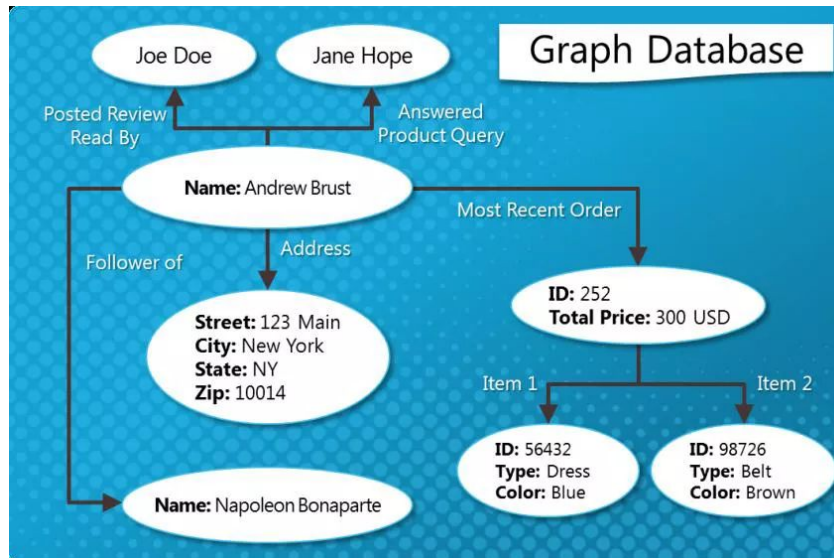 Graph Database
Joe Doe
Jane Hope
Posted Review
Read By
Answered
Product Query
Name: Andrew Brust
Most Recent Order
Follower of
Address
ID: 252
Total Price: 300 USD
Street: 123 Main
City: New York
State: NY
Zip: 10014
Item 1
Item 2
ID: 56432
Type: Dress
Color: Blue
ID: 98726
Type: Belt
Color: Brown
Name: Napoleon Bonaparte